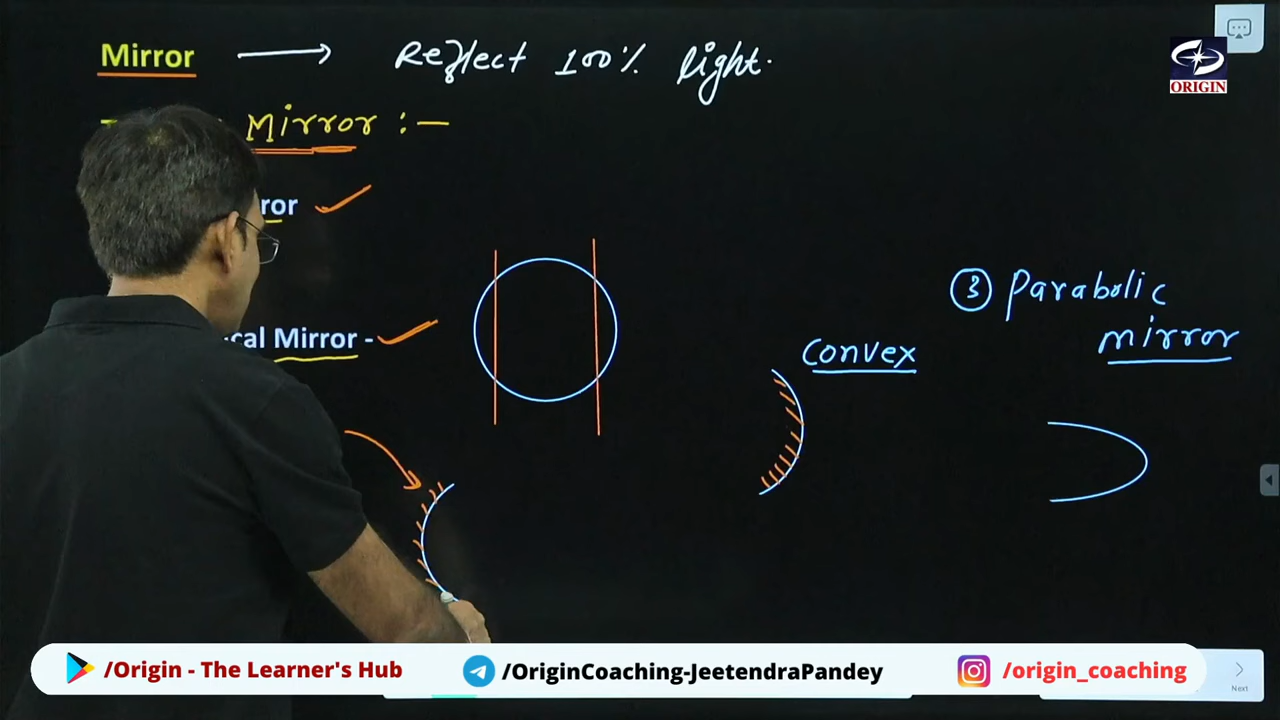 Mirror ⟶ Reflect 100% light.
ORIGIN
Mirror :-
ror
cal Mirror -
convex
③ Parabolic
mirror
/Origin - The Learner's Hub
/OriginCoaching-JeetendraPandey
/origin_coaching
Next